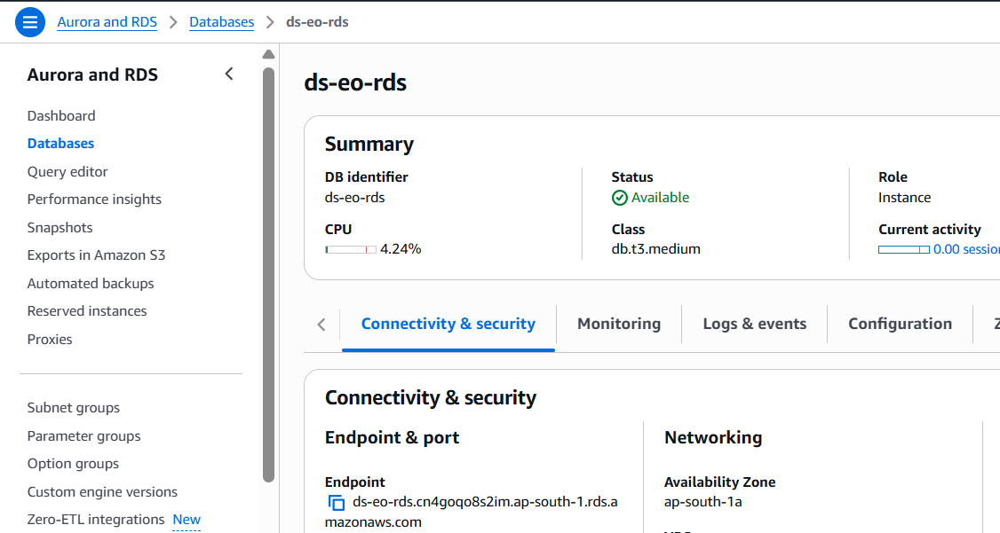 Aurora and RDS > Databases > ds-eo-rds
Aurora and RDS
Dashboard
Databases
Query editor
Performance insights
Snapshots
Exports in Amazon S3
Automated backups
Reserved instances
Proxies
Subnet groups
Parameter groups
Option groups
Custom engine versions
Zero-ETL integrations New
ds-eo-rds
Summary
DB identifier
ds-eo-rds
CPU
4.24%
Status
Available
Class
db.t3.medium
Role
Instance
Current activity
0.00 sessio
Connectivity & security
Monitoring
Logs & events
Configuration
Z
Connectivity & security
Endpoint & port
Endpoint
ds-eo-rds.cn4goqo8s2im.ap-south-1.rds.a
mazonaws.com
Networking
Availability Zone
ap-south-1a